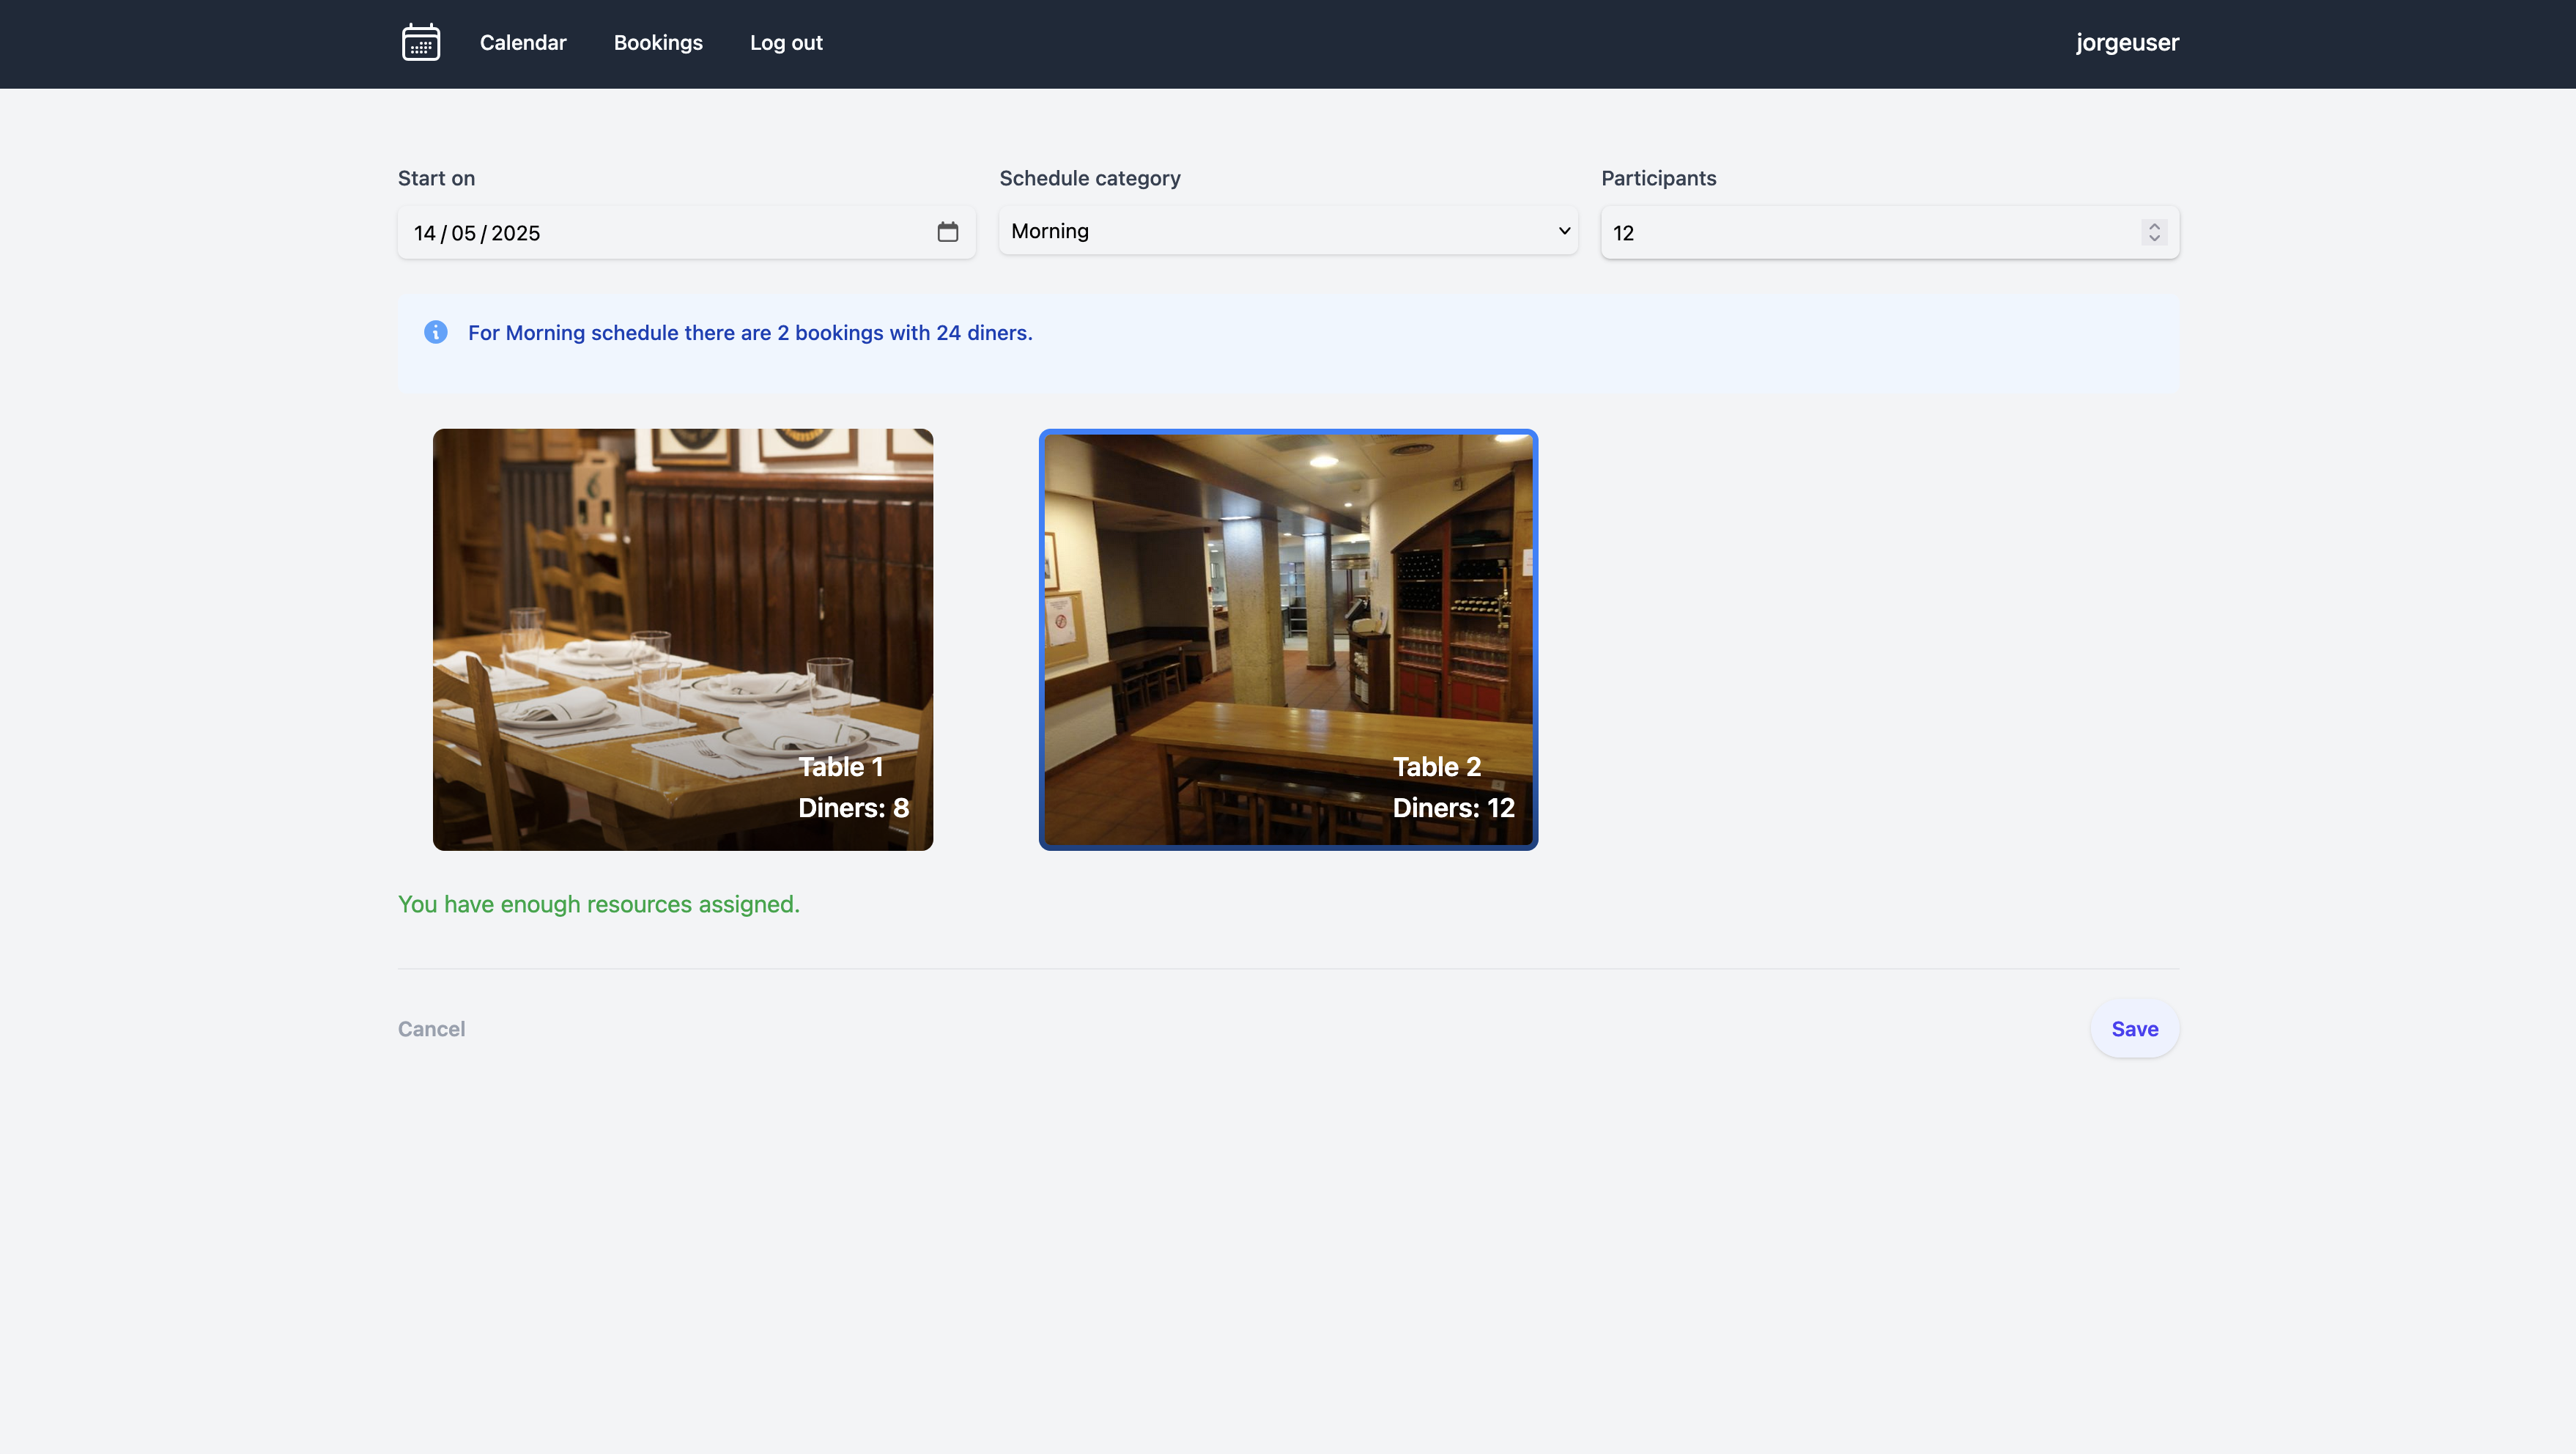 Calendar
Bookings
Log out
jorgeuser
Start on
Schedule category
Participants
14/05/2025
Morning
12
For Morning schedule there are 2 bookings with 24 diners.
Table 1
Diners: 8
Table 2
Diners: 12
You have enough resources assigned.
Cancel
Save